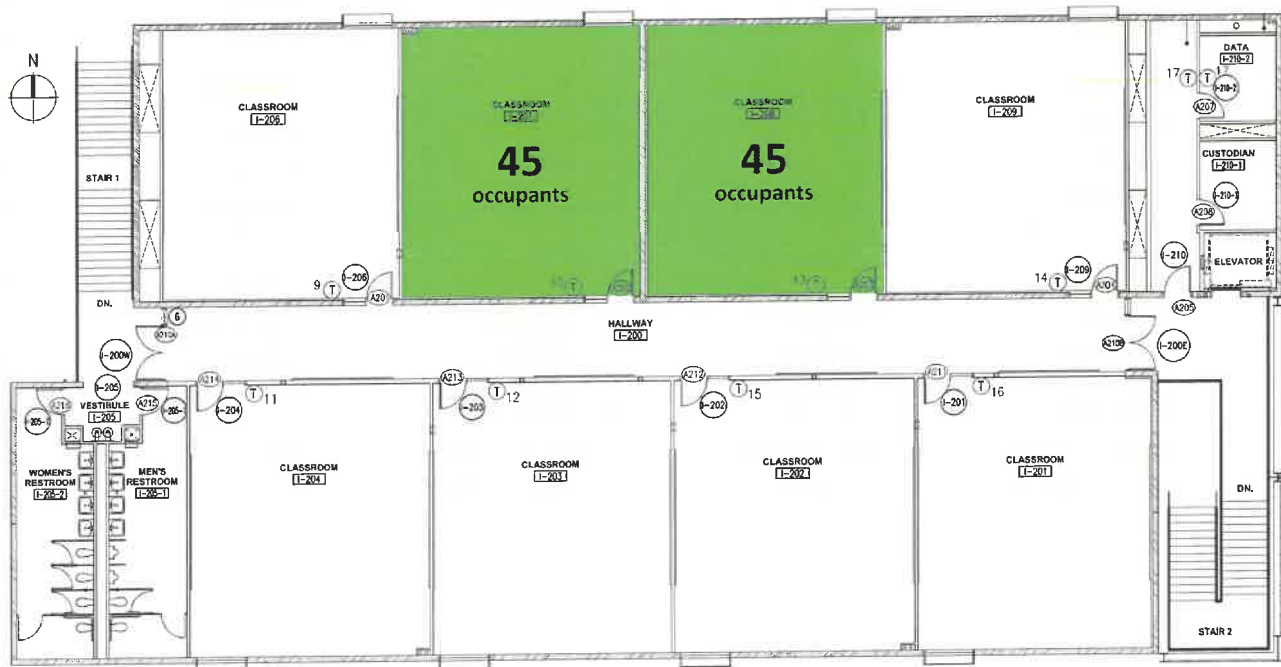 N
CLASSROOM
I-206
CLASSROOM
45
occupants
CLASSROOM
45
occupants
CLASSROOM
I-209
17 T
T
DATA
I-210-2
I-210-2
A207
CUSTODIAN
I-210-1
A208
ELEVATOR
I-210
A205
STAIR 1
DN.
9 T
I-206
14 T
I-209
HALLWAY
I-200
6
A210A
I-200W
A210B
I-200E
I-205
VESTIBULE
I-205
A215
A214
I-204
T 11
A213
I-203
T 12
A212
I-202
T 15
I-201
T 16
WOMEN'S
RESTROOM
I-205-2
MEN'S
RESTROOM
I-205-1
CLASSROOM
I-204
CLASSROOM
I-203
CLASSROOM
I-202
CLASSROOM
I-201
DN.
STAIR 2